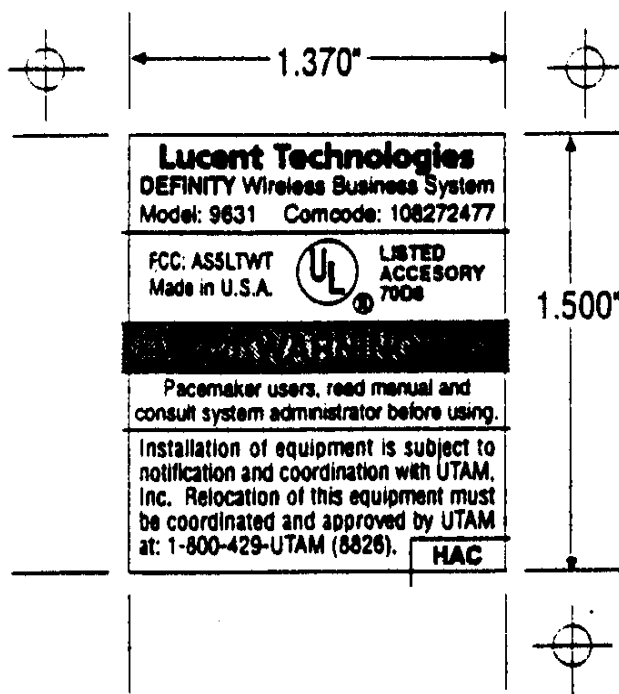 1.370"
Lucent Technologies
DEFINITY Wireless Business System
Model: 9631 Comcode: 108272477
FCC: AS5LTWT
Made in U.S.A.
UL
®
LISTED
ACCESORY
70D8
1.500"
WARNING
Pacemaker users, read manual and
consult system administrator before using.
Installation of equipment is subject to
notification and coordination with UTAM,
Inc. Relocation of this equipment must
be coordinated and approved by UTAM
at: 1-800-429-UTAM (8826).
HAC